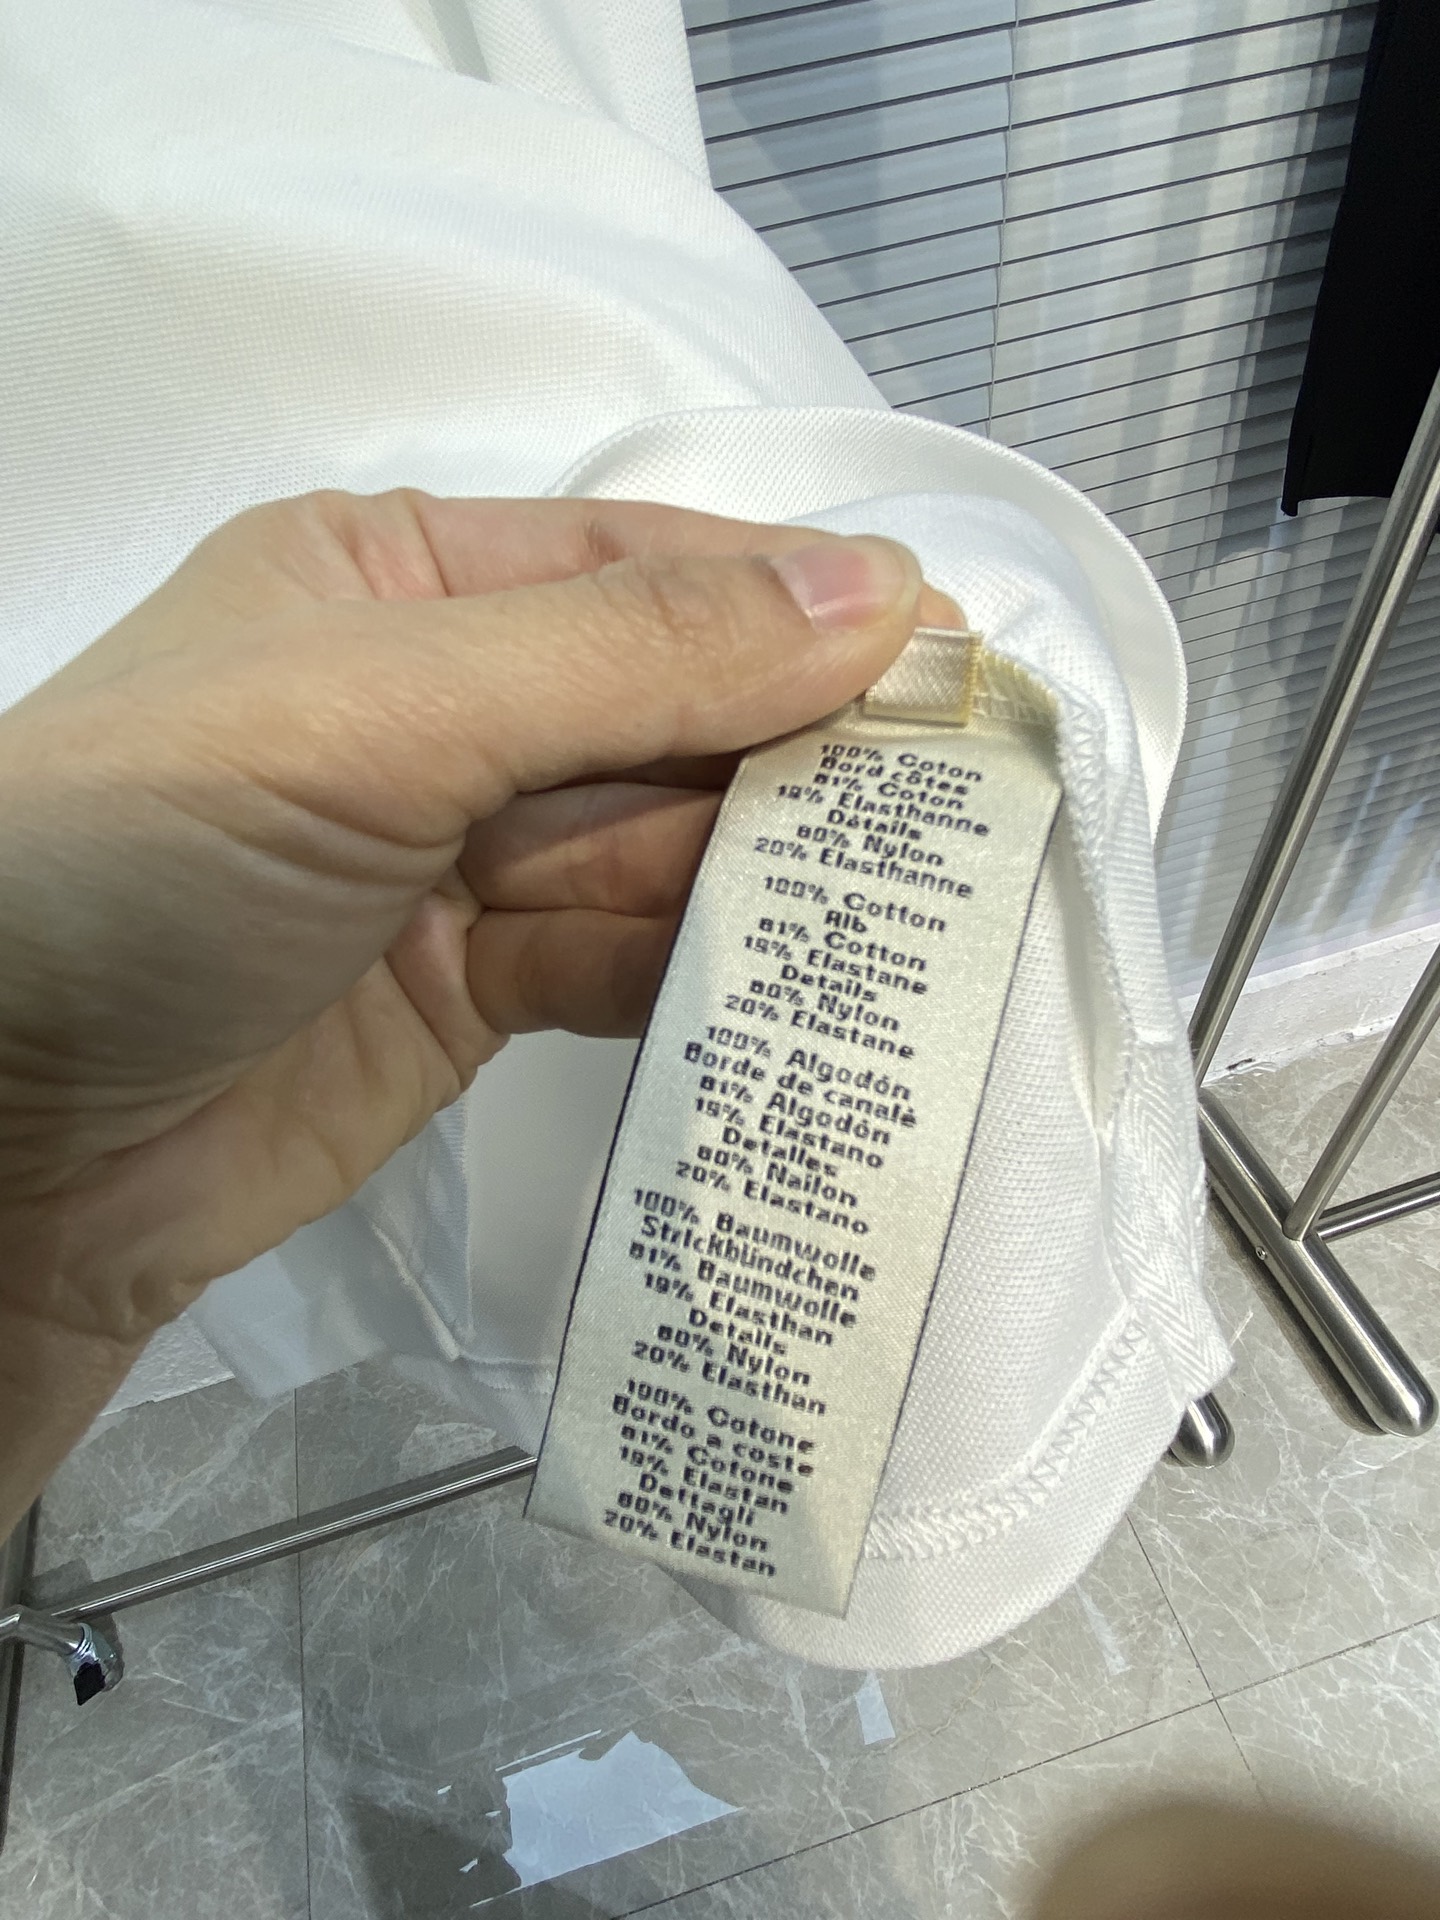 100% Coton
Bord côtes
81% Coton
19% Elasthanne
Détails
80% Nylon
20% Elasthanne
100% Cotton
Rib
81% Cotton
19% Elastane
Details
80% Nylon
20% Elastane
100% Algodón
Borde de canalè
81% Algodón
19% Elastano
Detalles
80% Nailon
20% Elastano
100% Baumwolle
Strickbündchen
81% Baumwolle
19% Elasthan
Details
80% Nylon
20% Elasthan
100% Cotone
Bordo a coste
81% Cotone
19% Elastan
Dettagli
80% Nylon
20% Elastan